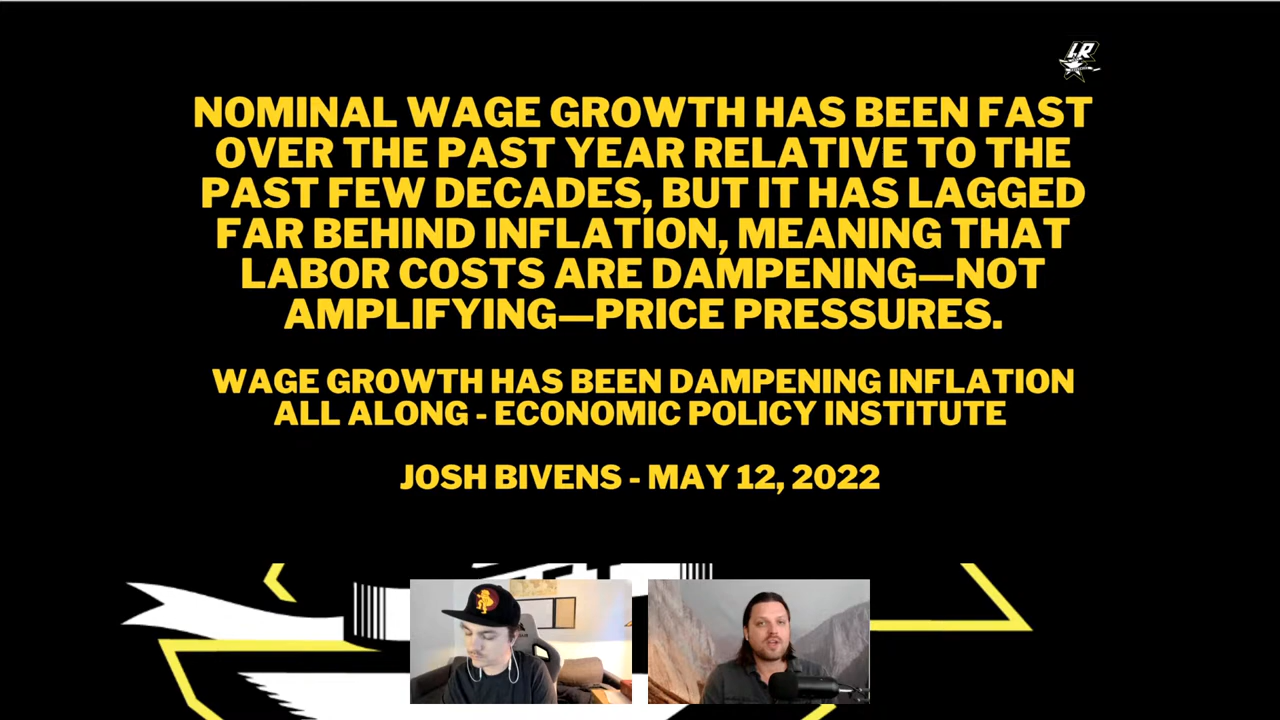 LR
NOMINAL WAGE GROWTH HAS BEEN FAST
OVER THE PAST YEAR RELATIVE TO THE
PAST FEW DECADES, BUT IT HAS LAGGED
FAR BEHIND INFLATION, MEANING THAT
LABOR COSTS ARE DAMPENING—NOT
AMPLIFYING—PRICE PRESSURES.
WAGE GROWTH HAS BEEN DAMPENING INFLATION
ALL ALONG - ECONOMIC POLICY INSTITUTE
JOSH BIVENS - MAY 12, 2022